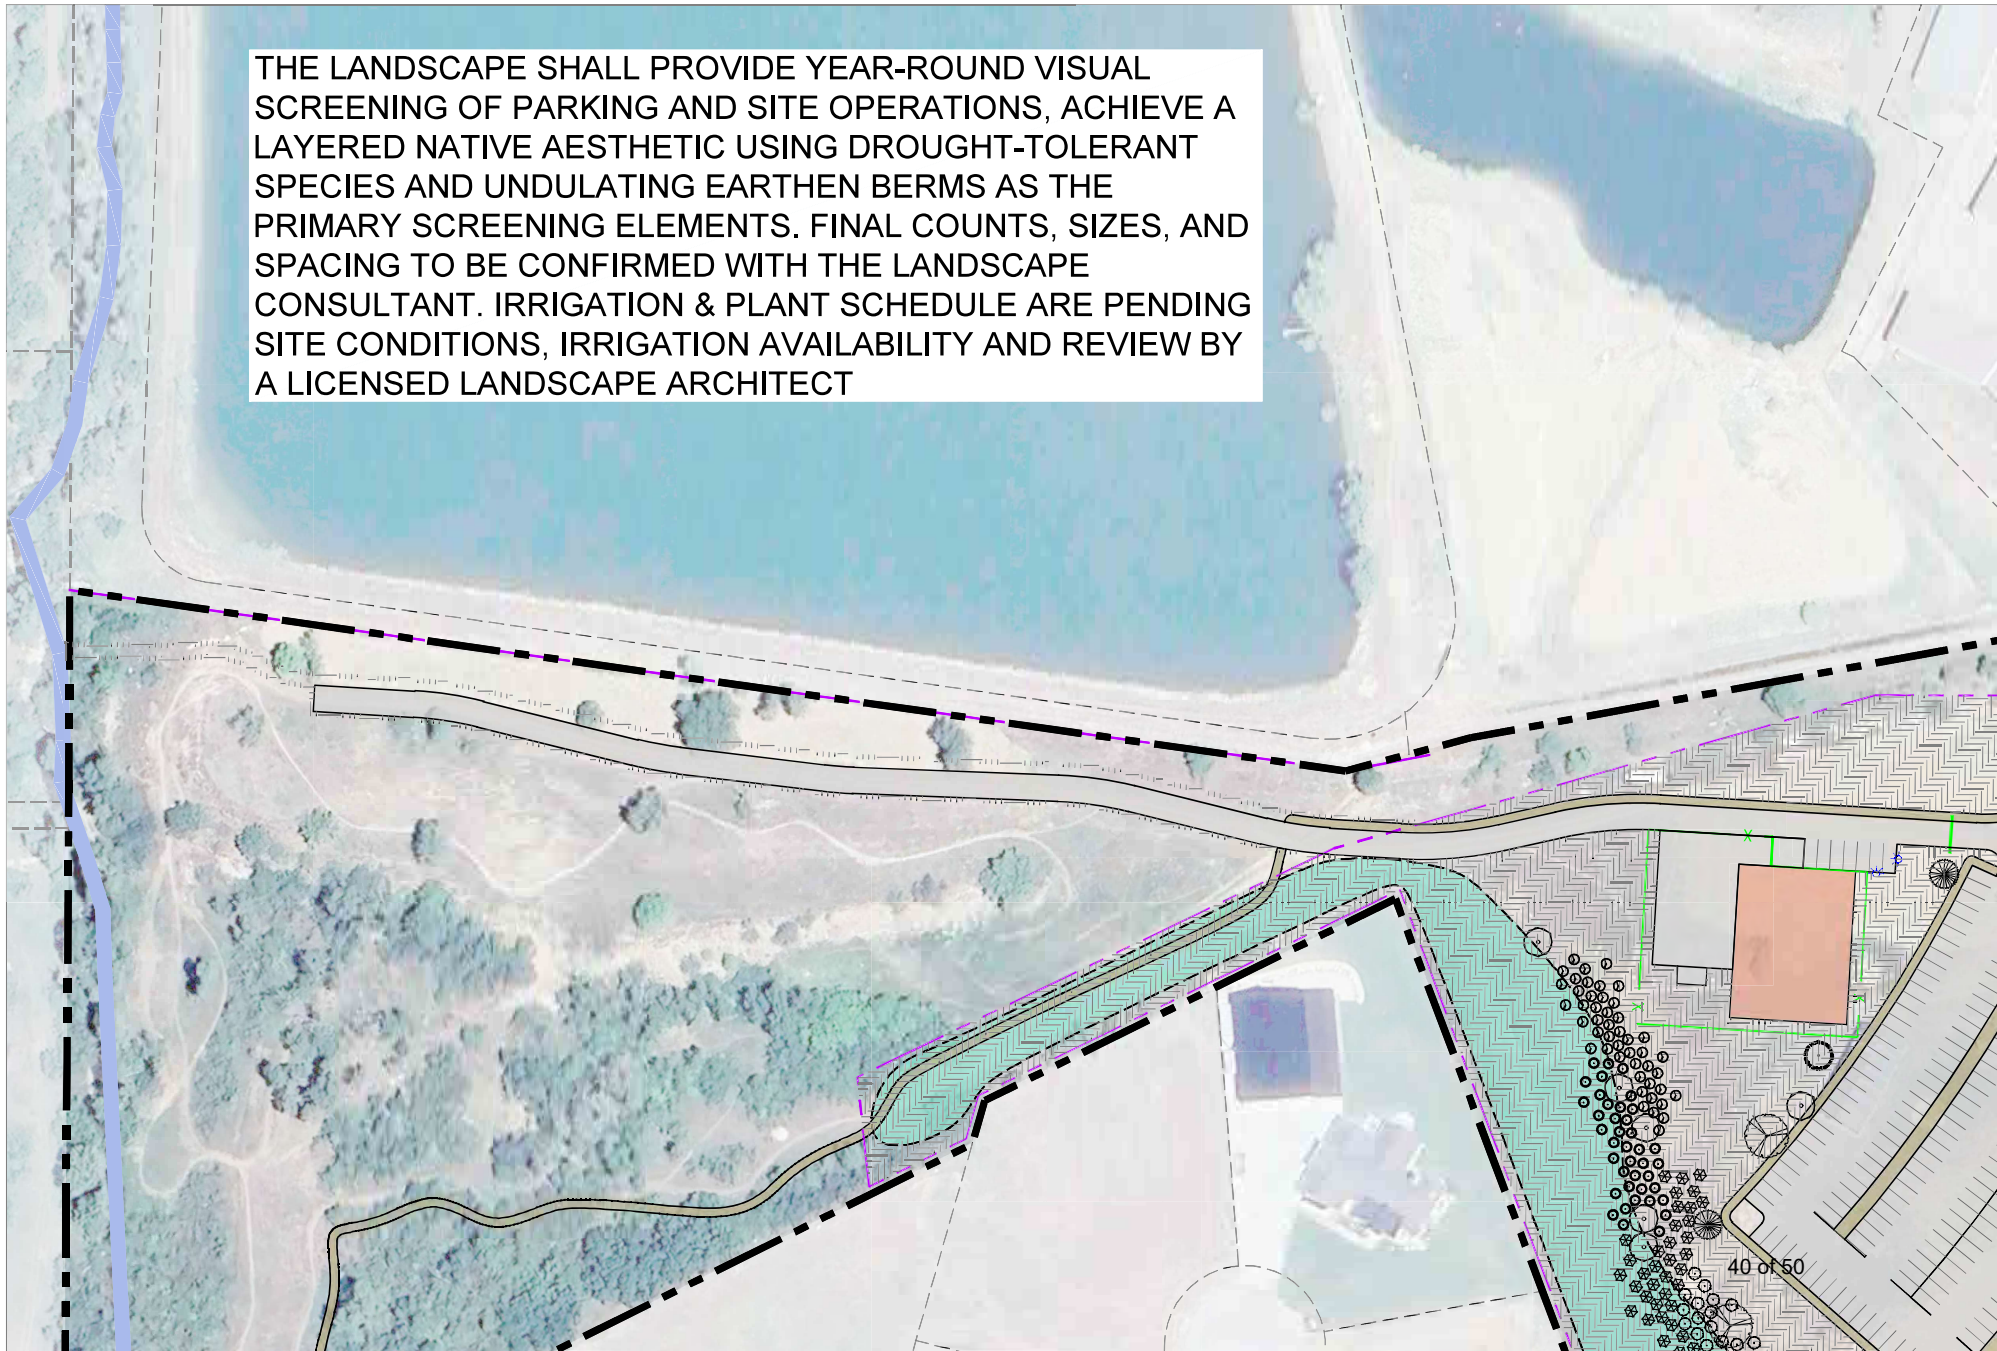 THE LANDSCAPE SHALL PROVIDE YEAR-ROUND VISUAL
SCREENING OF PARKING AND SITE OPERATIONS, ACHIEVE A
LAYERED NATIVE AESTHETIC USING DROUGHT-TOLERANT
SPECIES AND UNDULATING EARTHEN BERMS AS THE
PRIMARY SCREENING ELEMENTS. FINAL COUNTS, SIZES, AND
SPACING TO BE CONFIRMED WITH THE LANDSCAPE
CONSULTANT. IRRIGATION & PLANT SCHEDULE ARE PENDING
SITE CONDITIONS, IRRIGATION AVAILABILITY AND REVIEW BY
A LICENSED LANDSCAPE ARCHITECT
40 of 50